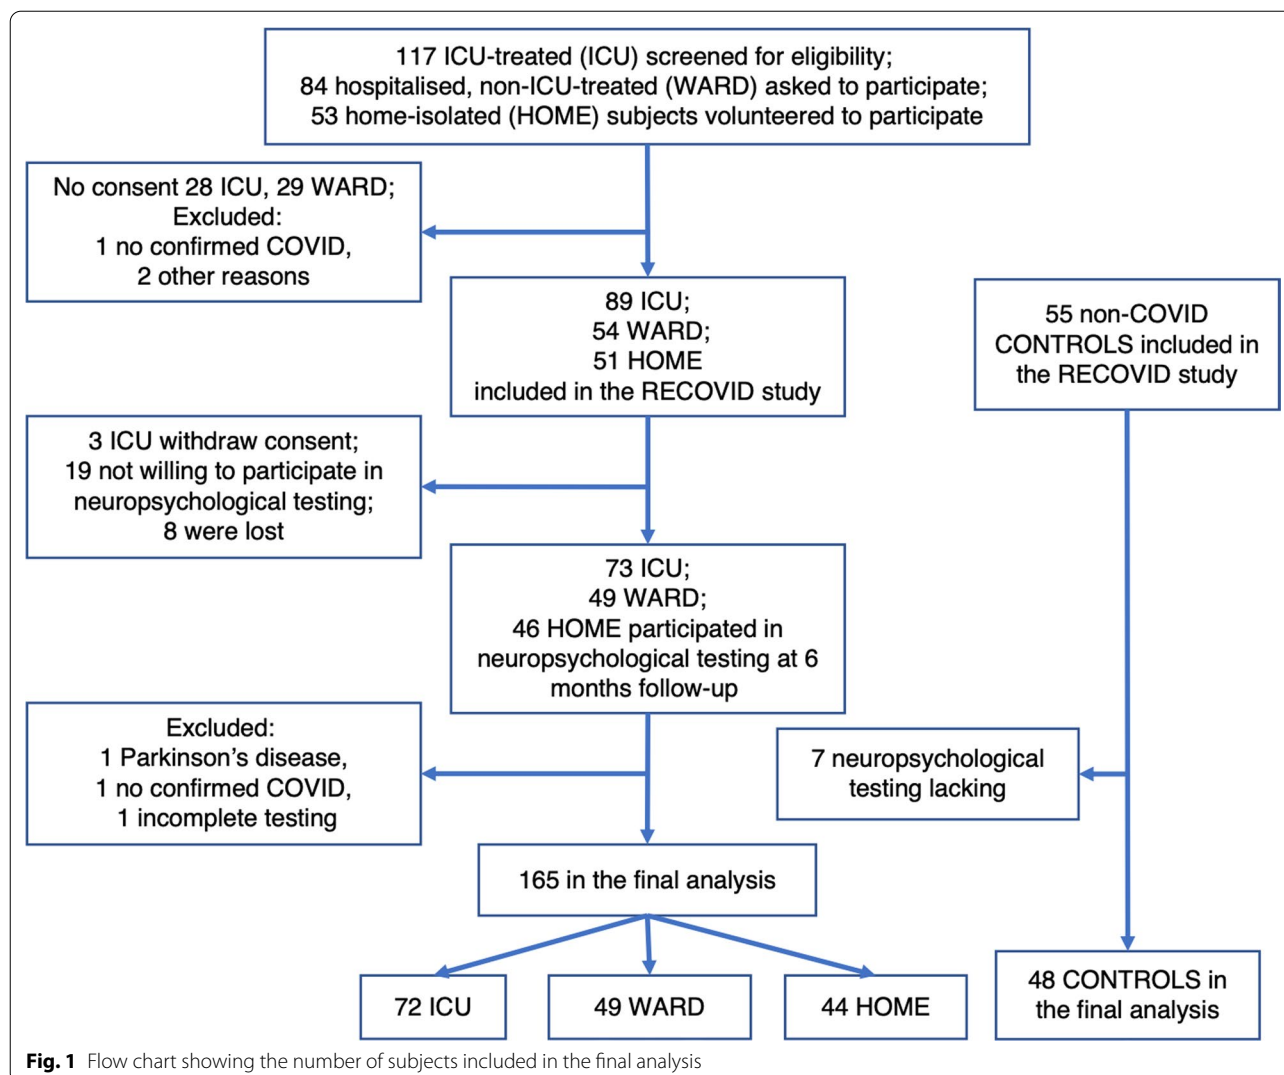 117 ICU-treated (ICU) screened for eligibility;
84 hospitalised, non-ICU-treated (WARD) asked to participate;
53 home-isolated (HOME) subjects volunteered to participate
No consent 28 ICU, 29 WARD;
Excluded:
1 no confirmed COVID,
2 other reasons
89 ICU;
54 WARD;
51 HOME
included in the RECOVID study
55 non-COVID
CONTROLS included in
the RECOVID study
3 ICU withdraw consent;
19 not willing to participate in
neuropsychological testing;
8 were lost
73 ICU;
49 WARD;
46 HOME participated in
neuropsychological testing at 6
months follow-up
Excluded:
1 Parkinson’s disease,
1 no confirmed COVID,
1 incomplete testing
7 neuropsychological
testing lacking
165 in the final analysis
72 ICU
49 WARD
44 HOME
48 CONTROLS in
the final analysis
Fig. 1 Flow chart showing the number of subjects included in the final analysis